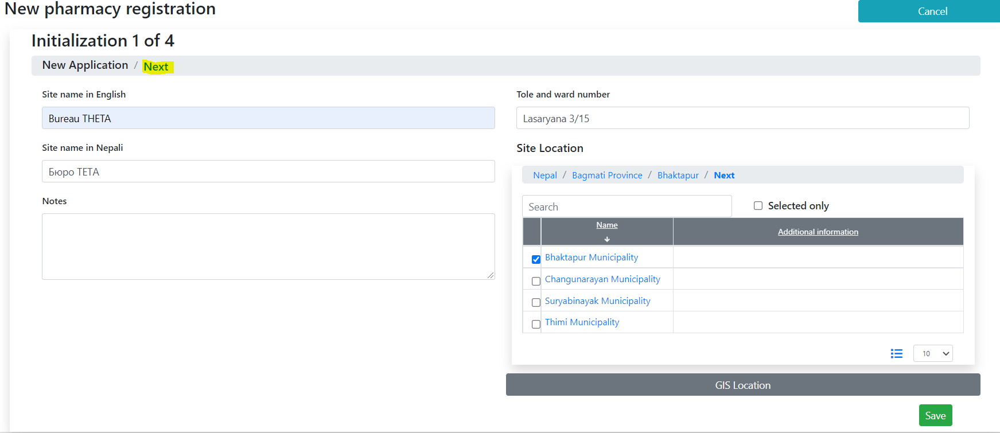 New pharmacy registration
Cancel
Initialization 1 of 4
New Application / Next
Site name in English
Bureau THETA
Site name in Nepali
Бюро ТЕТА
Notes
Tole and ward number
Lasaryana 3/15
Site Location
Nepal / Bagmati Province / Bhaktapur / Next
Search
Selected only
Name
Additional information
Bhaktapur Municipality
Changunarayan Municipality
Suryabinayak Municipality
Thimi Municipality
10
GIS Location
Save